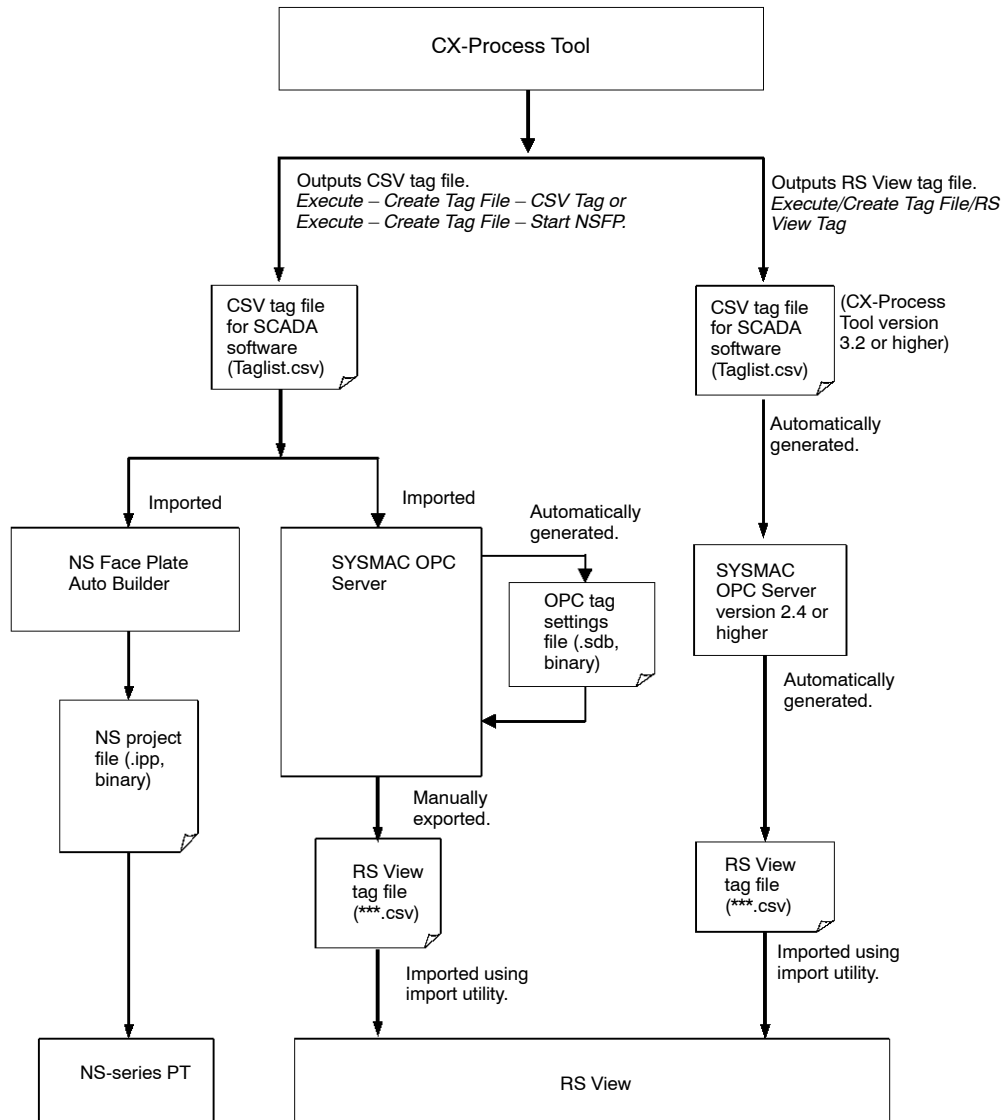 CX-Process Tool
Outputs CSV tag file.
Execute – Create Tag File – CSV Tag or
Execute – Create Tag File – Start NSFP.
Outputs RS View tag file.
Execute/Create Tag File/RS
View Tag
CSV tag file
for SCADA
software
(Taglist.csv)
CSV tag file
for SCADA
software
(Taglist.csv)
(CX-Process
Tool version
3.2 or higher)
Automatically
generated.
Imported
Imported
NS Face Plate
Auto Builder
SYSMAC OPC
Server
Automatically
generated.
OPC tag
settings
file (.sdb,
binary)
SYSMAC
OPC Server
version 2.4 or
higher
Automatically
generated.
NS project
file (.ipp,
binary)
Manually
exported.
RS View
tag file
(***.csv)
RS View
tag file
(***.csv)
Imported using
import utility.
Imported using
import utility.
NS-series PT
RS View